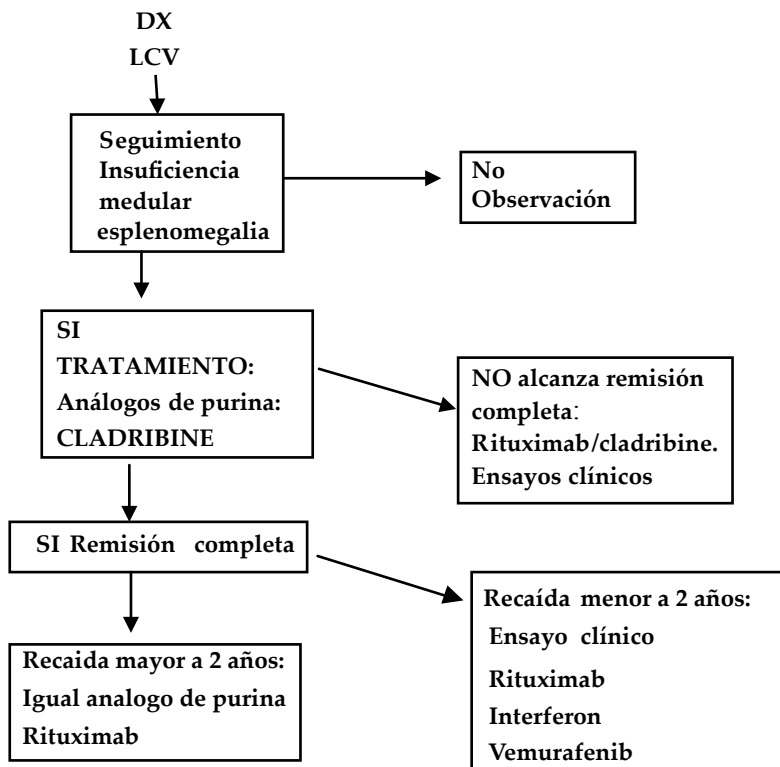 DX
LCV
Seguimiento
Insuficiencia
medular
esplenomegalia
No
Observación
SI
TRATAMIENTO:
Análogos de purina:
CLADRIBINE
NO alcanza remisión
completa:
Rituximab/cladribine.
Ensayos clínicos
SI Remisión completa
Recaida mayor a 2 años:
Igual analogo de purina
Rituximab
Recaída menor a 2 años:
Ensayo clínico
Rituximab
Interferon
Vemurafenib